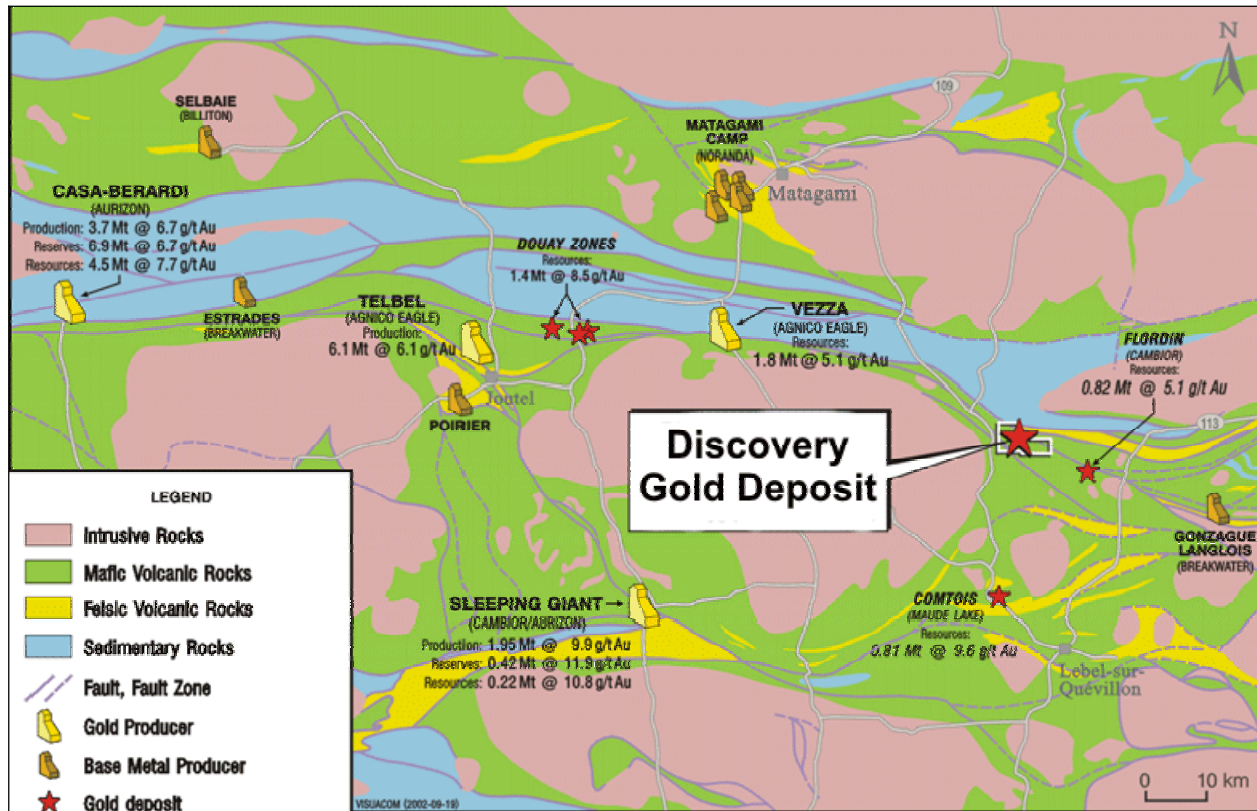 N
109
SELBAIE
(BILLITON)
MATAGAMI
CAMP
(NORANDA)
Matagami
CASA-BERARDI
(AURIZON)
Production: 3.7 Mt @ 6.7 g/t Au
Reserves: 6.9 Mt @ 6.7 g/t Au
Resources: 4.5 Mt @ 7.7 g/t Au
DOUAY ZONES
Resources:
1.4 Mt @ 8.5 g/t Au
ESTRADES
(BREAKWATER)
TELBEL
(AGNICO EAGLE)
Production:
6.1 Mt @ 6.1 g/t Au
VEZZA
(AGNICO EAGLE)
Resources:
1.8 Mt @ 5.1 g/t Au
FLORDIN
(CAMBIOR)
Resources:
0.82 Mt @ 5.1 g/t Au
Joutel
POIRIER
113
Discovery
Gold Deposit
GONZAGUE
LANGLOIS
(BREAKWATER)
SLEEPING GIANT
(CAMBIOR/AURIZON)
Production: 1.95 Mt @ 9.9 g/t Au
Reserves: 0.42 Mt @ 11.9 g/t Au
Resources: 0.22 Mt @ 10.8 g/t Au
COMTOIS
(MAUDE LAKE)
Resources:
0.81 Mt @ 9.6 g/t Au
Lebel-sur-
Quévillon
LEGEND
Intrusive Rocks
Mafic Volcanic Rocks
Felsic Volcanic Rocks
Sedimentary Rocks
Fault, Fault Zone
Gold Producer
Base Metal Producer
Gold deposit
VISUACOM (2002-09-19)
0 10 km